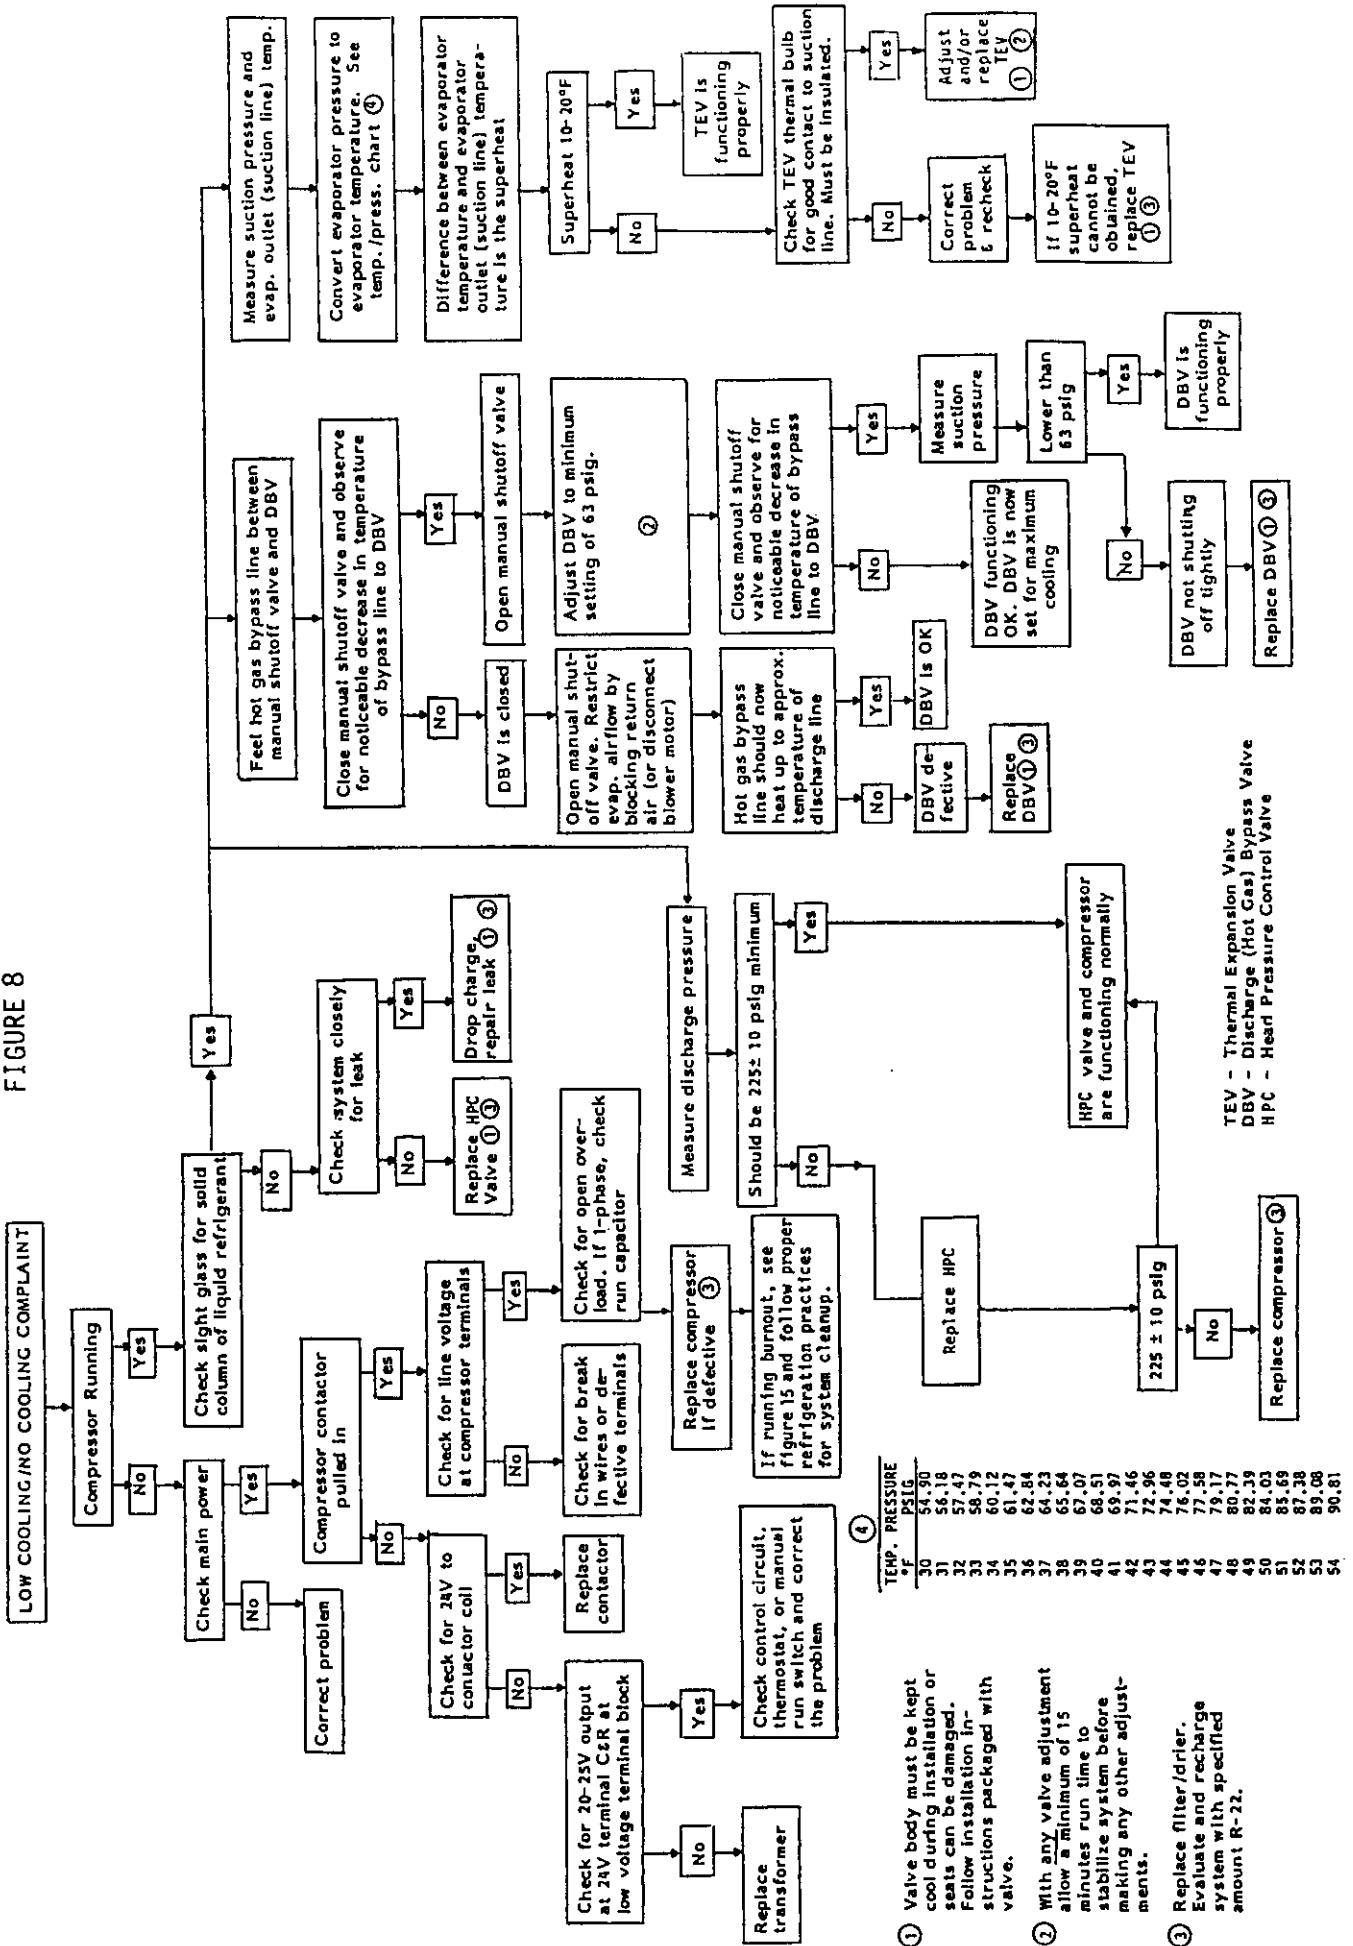 FIGURE 8
LOW COOLING/NO COOLING COMPLAINT
Compressor Running
No
Yes
Check main power
No
Yes
Correct problem
Compressor contactor
pulled in
No
Yes
Check for 24V to
contactor coil
No
Yes
Replace
contactor
Check for 20-25V output
at 24V terminal C&R at
low voltage terminal block
No
Yes
Replace
transformer
Check control circuit,
thermostat, or manual
run switch and correct
the problem
Check for line voltage
at compressor terminals
No
Yes
Check for break
in wires or de-
fective terminals
Check for open over-
load. If 1-phase, check
run capacitor
Replace compressor
if defective ③
If running burnout, see
figure 15 and follow proper
refrigeration practices
for system cleanup.
Check sight glass for solid
column of liquid refrigerant
No
Yes
Check system closely
for leak
No
Yes
Replace HPC
Valve ① ③
Drop charge,
repair leak ① ③
Measure discharge pressure
Should be 225± 10 psig minimum
No
Yes
Replace HPC
225 ± 10 psig
No
Replace compressor ③
HPC valve and compressor
are functioning normally
Feel hot gas bypass line between
manual shutoff valve and DBV
Close manual shutoff valve and observe
for noticeable decrease in temperature
of bypass line to DBV
No
Yes
DBV is closed
Open manual shut-
off valve. Restrict
evap. airflow by
blocking return
air (or disconnect
blower motor)
Hot gas bypass
line should now
heat up to approx.
temperature of
discharge line
No
Yes
DBV de-
fective
DBV is OK
Replace
DBV ① ③
Open manual shutoff valve
Adjust DBV to minimum
setting of 63 psig.
②
Close manual shutoff
valve and observe for
noticeable decrease in
temperature of bypass
line to DBV
No
Yes
DBV functioning
OK. DBV is now
set for maximum
cooling
Measure
suction
pressure
Lower than
63 psig
No
Yes
DBV not shuting
off tightly
Replace DBV ① ③
DBV is
functioning
properly
Measure suction pressure and
evap. outlet (suction line) temp.
Convert evaporator pressure to
evaporator temperature. See
temp./press. chart ④
Difference between evaporator
temperature and evaporator
outlet (suction line) tempera-
ture is the superheat
Superheat 10-20°F
No
Yes
TEV is
functioning
properly
Check TEV thermal bulb
for good contact to suction
line. Must be insulated.
No
Yes
Correct
problem
& recheck
Adjust
and/or
replace
TEV
① ②
If 10-20°F
superheat
cannot be
obtained,
replace TEV
① ③
① Valve body must be kept
cool during installation or
seats can be damaged.
Follow installation in-
structions packaged with
valve.
② With any valve adjustment
allow a minimum of 15
minutes run time to
stabilize system before
making any other adjust-
ments.
③ Replace filter/drier.
Evaluate and recharge
system with specified
amount R-22.
④
TEMP. PRESSURE
°F PSIG
30 54.90
31 56.18
32 57.47
33 58.79
34 60.12
35 61.47
36 62.84
37 64.23
38 65.64
39 67.07
40 68.51
41 69.97
42 71.46
43 72.96
44 74.48
45 76.02
46 77.58
47 79.17
48 80.77
49 82.39
50 84.03
51 85.69
52 87.38
53 89.08
54 90.81
TEV - Thermal Expansion Valve
DBV - Discharge (Hot Gas) Bypass Valve
HPC - Head Pressure Control Valve